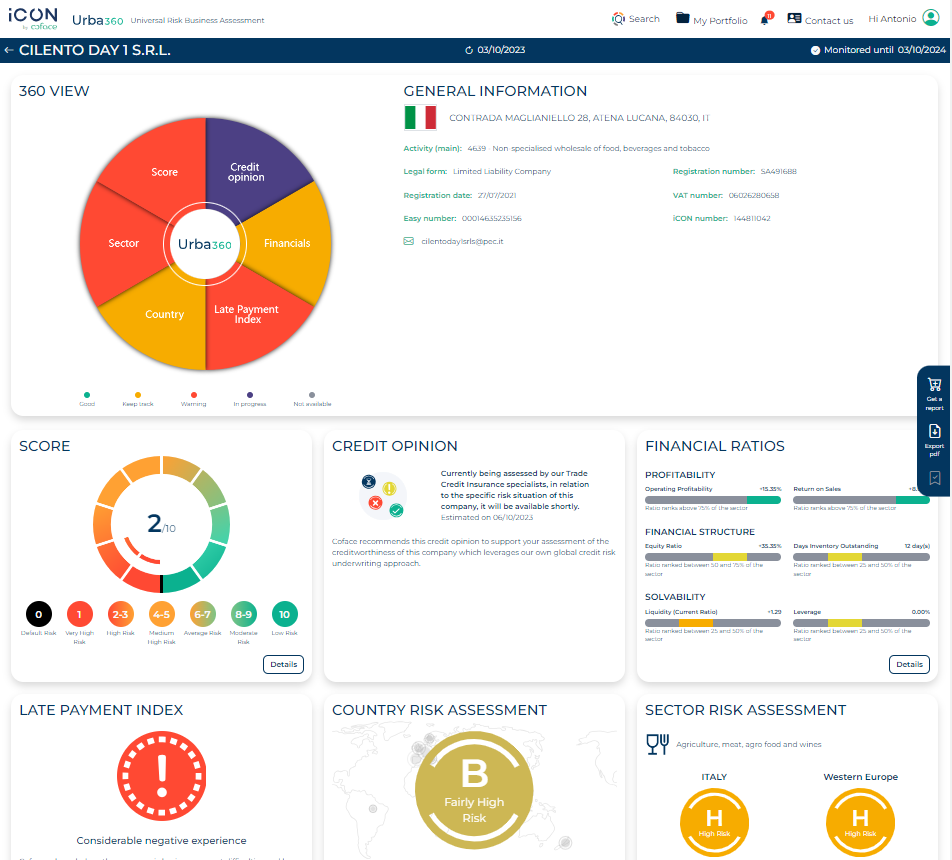 iCON
by coface
Urba360 Universal Risk Business Assessment
Search
My Portfolio
11
Contact us
Hi Antonio
← CILENTO DAY 1 S.R.L.
03/10/2023
Monitored until 03/10/2024
360 VIEW
Score
Credit opinion
Sector
Urba360
Financials
Country
Late Payment Index
Good
Keep track
Warning
In progress
Not available
GENERAL INFORMATION
CONTRADA MAGLIANIELLO 28, ATENA LUCANA, 84030, IT
Activity (main): 4639 Non-specialised wholesale of food, beverages and tobacco
Legal form: Limited Liability Company
Registration number: SA491688
Registration date: 27/07/2021
VAT number: 06026280658
Easy number: 00014635235156
iCON number: 144811042
cilentoday1srls@pec.it
Get a report
Export pdf
SCORE
2/10
0
1
2-3
4-5
6-7
8-9
10
Default Risk
Very High Risk
High Risk
Medium High Risk
Average Risk
Moderate Risk
Low Risk
Details
CREDIT OPINION
Currently being assessed by our Trade
Credit Insurance specialists, in relation
to the specific risk situation of this
company, it will be available shortly.
Estimated on 06/10/2023
Coface recommends this credit opinion to support your assessment of the
creditworthiness of this company which leverages our own global credit risk
underwriting approach.
FINANCIAL RATIOS
PROFITABILITY
Operating Profitability +15.35%
Ratio ranks above 75% of the sector
Return on Sales
Ratio ranks above 75% of the sector
FINANCIAL STRUCTURE
Equity Ratio +35.35%
Ratio ranked between 50 and 75% of the
sector
Days Inventory Outstanding 12 day(s)
Ratio ranked between 25 and 50% of the
sector
SOLVABILITY
Liquidity (Current Ratio) +1,29
Ratio ranked between 25 and 50% of the
sector
Leverage 0.00%
Ratio ranked between 25 and 50% of the
sector
Details
LATE PAYMENT INDEX
!
Considerable negative experience
COUNTRY RISK ASSESSMENT
B
Fairly High
Risk
SECTOR RISK ASSESSMENT
Agriculture, meat, agro food and wines
ITALY
H
High Risk
Western Europe
H
High Risk